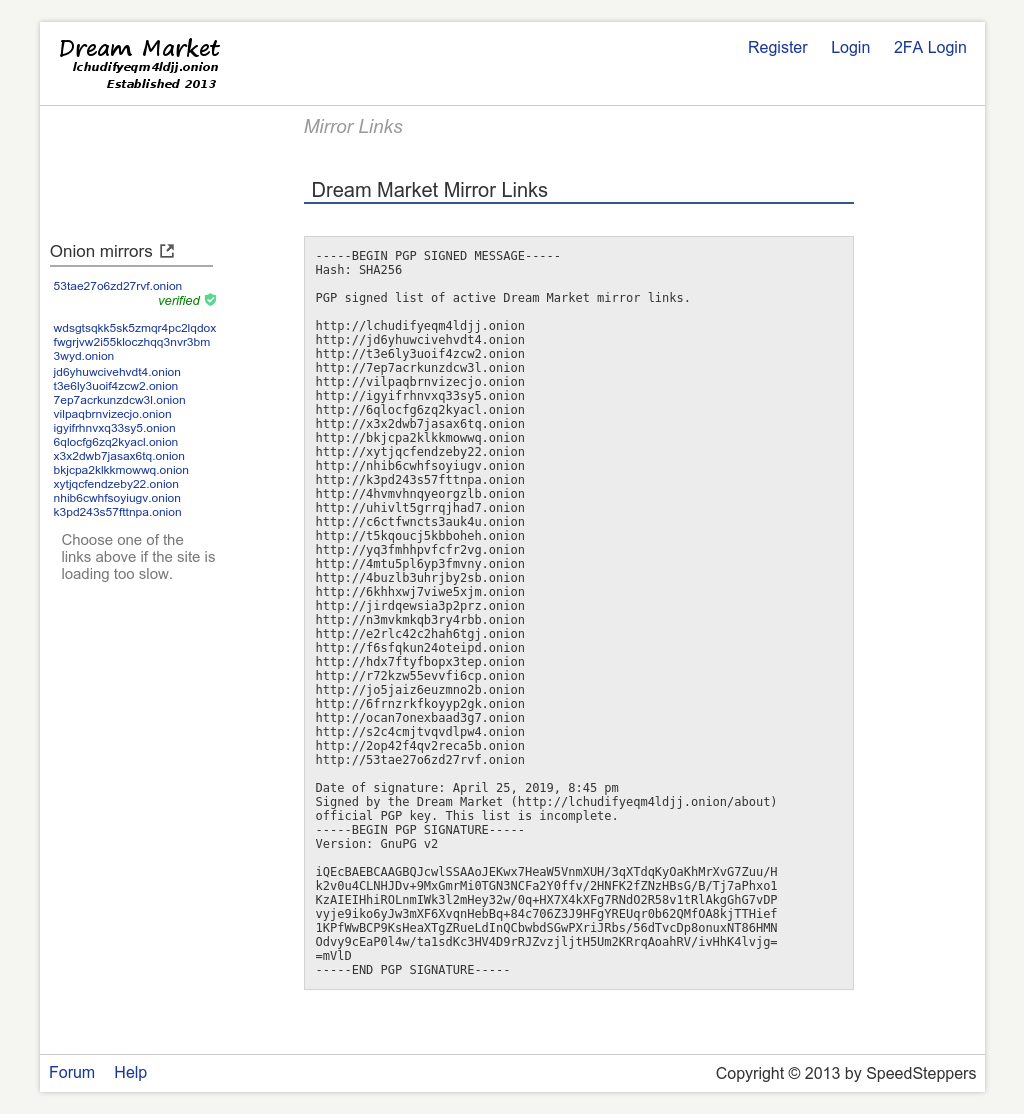 Dream Market
lchudifyeqm4ldjj.onion
Established 2013
Register Login 2FA Login
Mirror Links
Dream Market Mirror Links
Onion mirrors
53tae27o6zd27rvf.onion
verified
wdsgtsqkk5sk5zmqr4pc2lqdox
fwgrjvw2i55kloczhqq3nvr3bm
3wyd.onion
jd6yhuwcivehvdt4.onion
t3e6ly3uoif4zcw2.onion
7ep7acrkunzdcw3l.onion
vilpaqbrnvizecjo.onion
igyifrhnvxq33sy5.onion
6qlocfg6zq2kyacl.onion
x3x2dwb7jasax6tq.onion
bkjcpa2klkkmowwq.onion
xytjqcfendzeby22.onion
nhib6cwhfsoyiugv.onion
k3pd243s57fttnpa.onion
Choose one of the
links above if the site is
loading too slow.
-----BEGIN PGP SIGNED MESSAGE-----
Hash: SHA256
PGP signed list of active Dream Market mirror links.
http://lchudifyeqm4ldjj.onion
http://jd6yhuwcivehvdt4.onion
http://t3e6ly3uoif4zcw2.onion
http://7ep7acrkunzdcw3l.onion
http://vilpaqbrnvizecjo.onion
http://igyifrhnvxq33sy5.onion
http://6qlocfg6zq2kyacl.onion
http://x3x2dwb7jasax6tq.onion
http://bkjcpa2klkkmowwq.onion
http://xytjqcfendzeby22.onion
http://nhib6cwhfsoyiugv.onion
http://k3pd243s57fttnpa.onion
http://4hvmvhnqyeorgzlb.onion
http://uhivlt5grrqjhad7.onion
http://c6ctfwncts3auk4u.onion
http://t5kqoucj5kbboheh.onion
http://yq3fmhhpvfcfr2vg.onion
http://4mtu5pl6yp3fmvny.onion
http://4buzlb3uhrjby2sb.onion
http://6khhxwj7viwe5xjm.onion
http://jirdqewsia3p2prz.onion
http://n3mvkmkqb3ry4rbb.onion
http://e2rlc42c2hah6tgj.onion
http://f6sfqkun24oteipd.onion
http://hdx7ftyfbopx3tep.onion
http://r72kzw55evvfi6cp.onion
http://jo5jaiz6euzmno2b.onion
http://6frnzrkfkoyyp2gk.onion
http://ocan7onexbaad3g7.onion
http://s2c4cmjtvqvdlpw4.onion
http://2op42f4qv2reca5b.onion
http://53tae27o6zd27rvf.onion
Date of signature: April 25, 2019, 8:45 pm
Signed by the Dream Market (http://lchudifyeqm4ldjj.onion/about)
official PGP key. This list is incomplete.
-----BEGIN PGP SIGNATURE-----
Version: GnuPG v2
iQEcBAEBCAAGBQJcwlSSAAoJEKwx7HeaW5VnmXUH/3qXTdqKyOaKhMrXvG7Zuu/H
k2v0u4CLNHJDv+9MxGmrMi0TGN3NCFa2Y0ffv/2HNFK2fZNzHBsG/B/Tj7aPhxo1
KzAIEIHhiROLnmIWk3l2mHey32w/0q+HX7X4kXFg7RNdO2R58v1tRlAkgGhG7vDP
vyje9iko6yJw3mXF6XvqnHebBq+84c706Z3J9HFgYREUqr0b62QMfOA8kjTTHief
1KPfWwBCP9KsHeaXTgZRueLdInQCbwbdSGwPXriJRbs/56dTvcDp8onuxNT86HMN
Odvy9cEaP0l4w/ta1sdKc3HV4D9rRJZvzjljtH5Um2KRrqAoahRV/ivHhK4lvjg=
=mVlD
-----END PGP SIGNATURE-----
Forum Help
Copyright © 2013 by SpeedSteppers